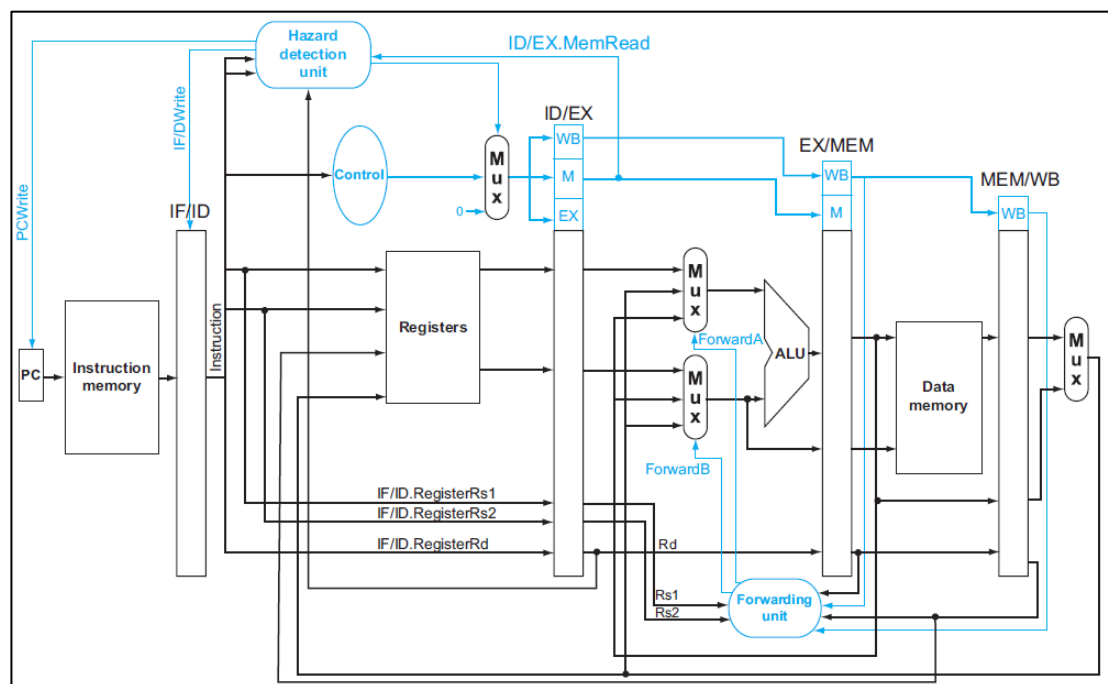 Hazard
detection
unit
ID/EX.MemRead
ID/EX
IF/DWrite
PCWrite
Control
M
u
x
0
WB
M
EX
EX/MEM
WB
M
MEM/WB
WB
IF/ID
Instruction
PC
Instruction
memory
Registers
M
u
x
ForwardA
M
u
x
ForwardB
ALU
Data
memory
M
u
x
IF/ID.RegisterRs1
IF/ID.RegisterRs2
IF/ID.RegisterRd
Rd
Rs1
Rs2
Forwarding
unit